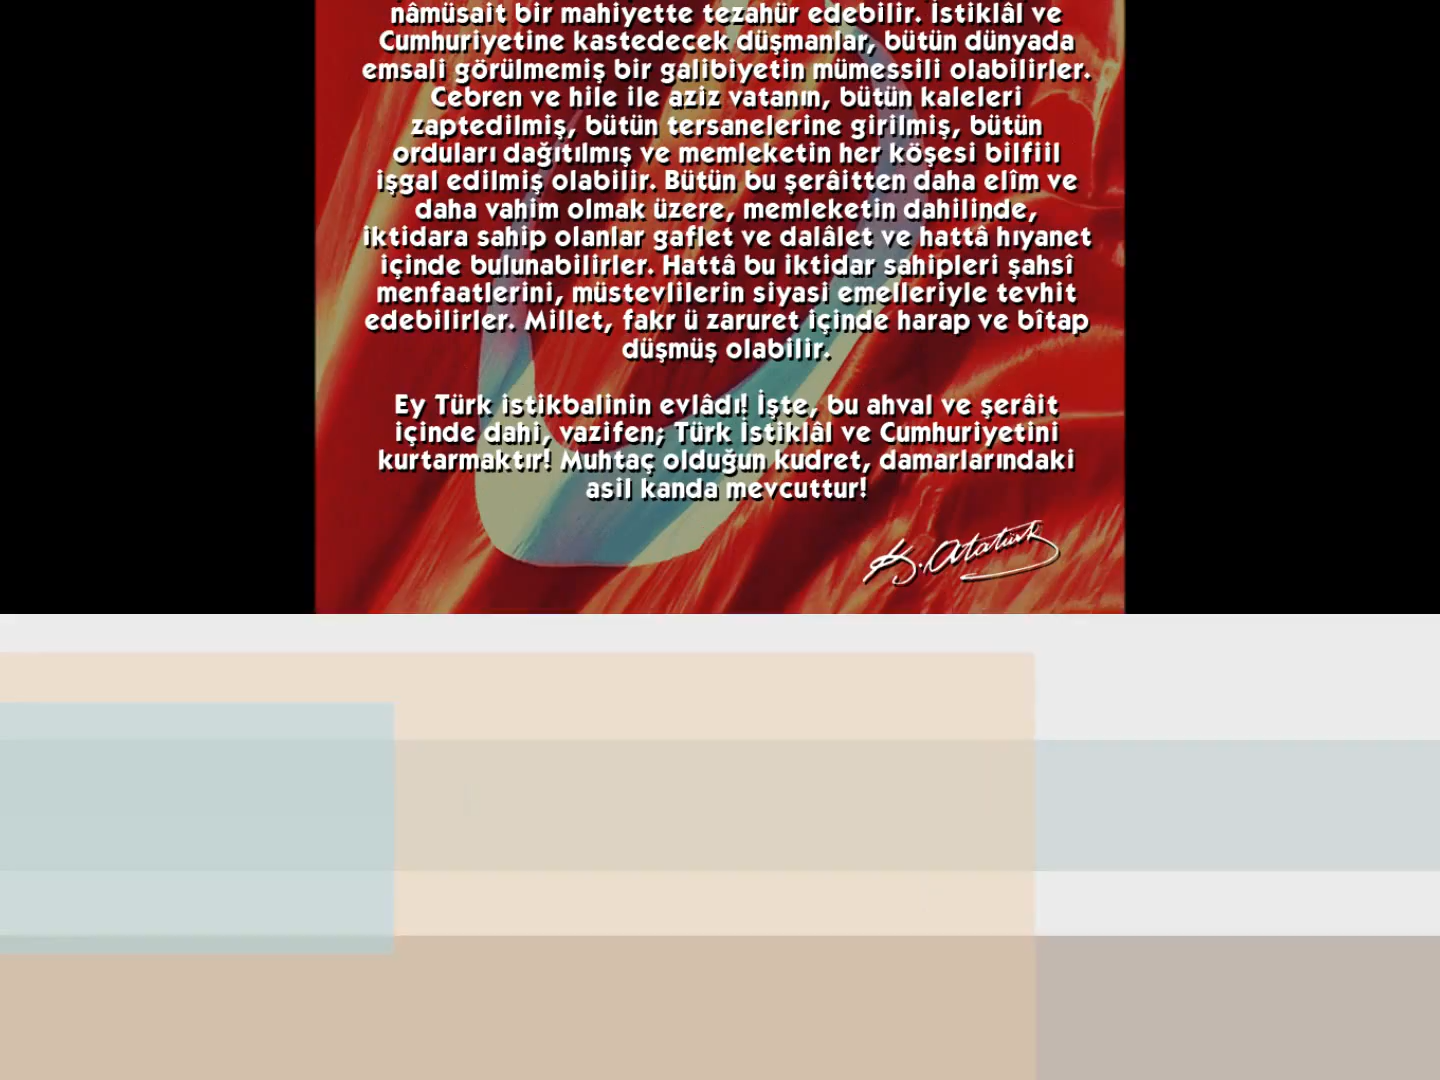 nâmüsait bir mahiyette tezahür edebilir. İstiklâl ve
Cumhuriyetine kastedecek düşmanlar, bütün dünyada
emsali görülmemiş bir galibiyetin mümessili olabilirler.
Cebren ve hile ile aziz vatanın, bütün kaleleri
zaptedilmiş, bütün tersanelerine girilmiş, bütün
orduları dağıtılmış ve memleketin her köşesi bilfiil
işgal edilmiş olabilir. Bütün bu şerâitten daha elîm ve
daha vahim olmak üzere, memleketin dahilinde,
iktidara sahip olanlar gaflet ve dalâlet ve hattâ hıyanet
içinde bulunabilirler. Hattâ bu iktidar sahipleri şahsî
menfaatlerini, müstevlilerin siyasi emelleriyle tevhit
edebilirler. Millet, fakr ü zaruret içinde harap ve bîtap
düşmüş olabilir.
Ey Türk istikbalinin evlâdı! İşte, bu ahval ve şerâit
içinde dahi, vazifen; Türk İstiklâl ve Cumhuriyetini
kurtarmaktır! Muhtaç olduğun kudret, damarlarındaki
asil kanda mevcuttur!
K. Atatürk